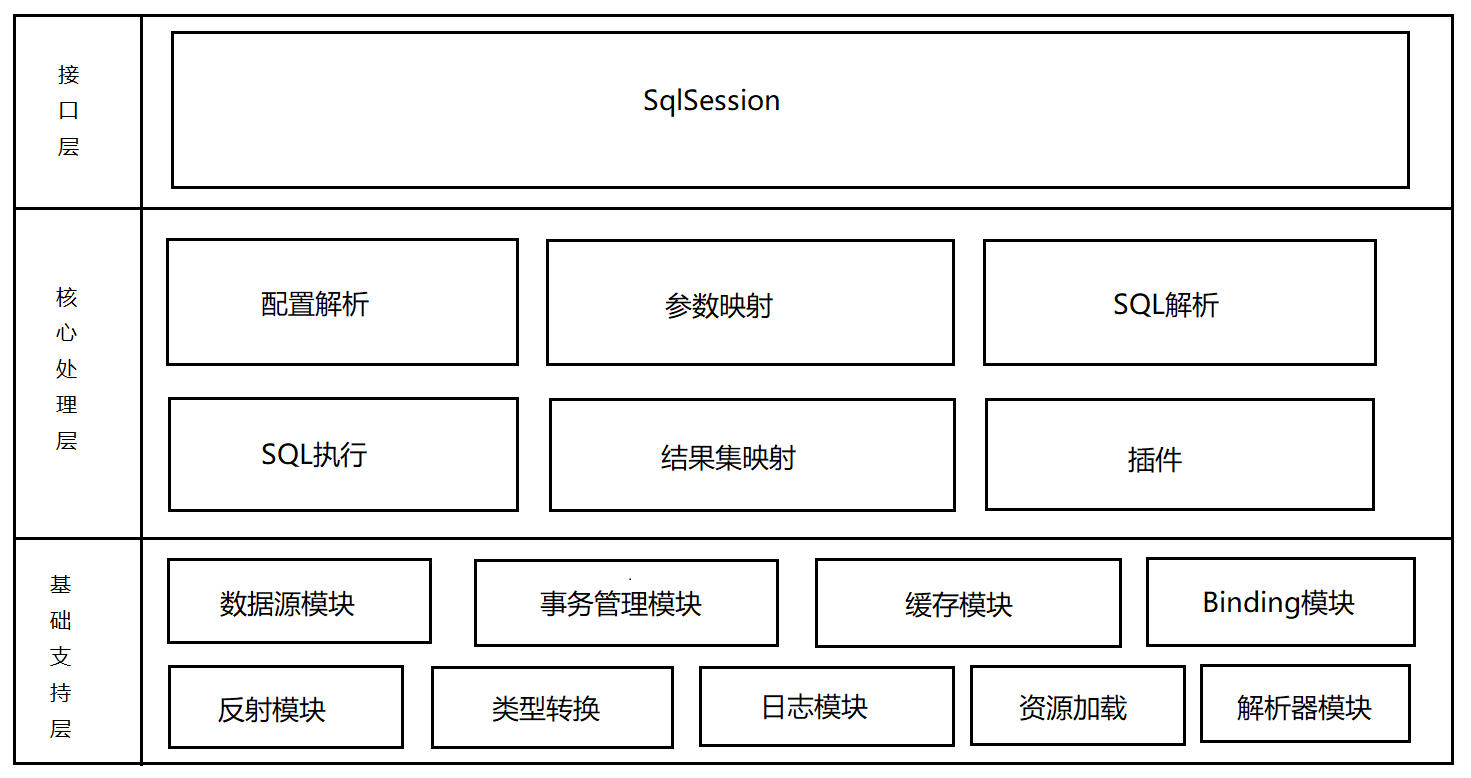 接口层
SqlSession
核心处理层
配置解析
参数映射
SQL解析
SQL执行
结果集映射
插件
基础支持层
数据源模块
事务管理模块
缓存模块
Binding模块
反射模块
类型转换
日志模块
资源加载
解析器模块